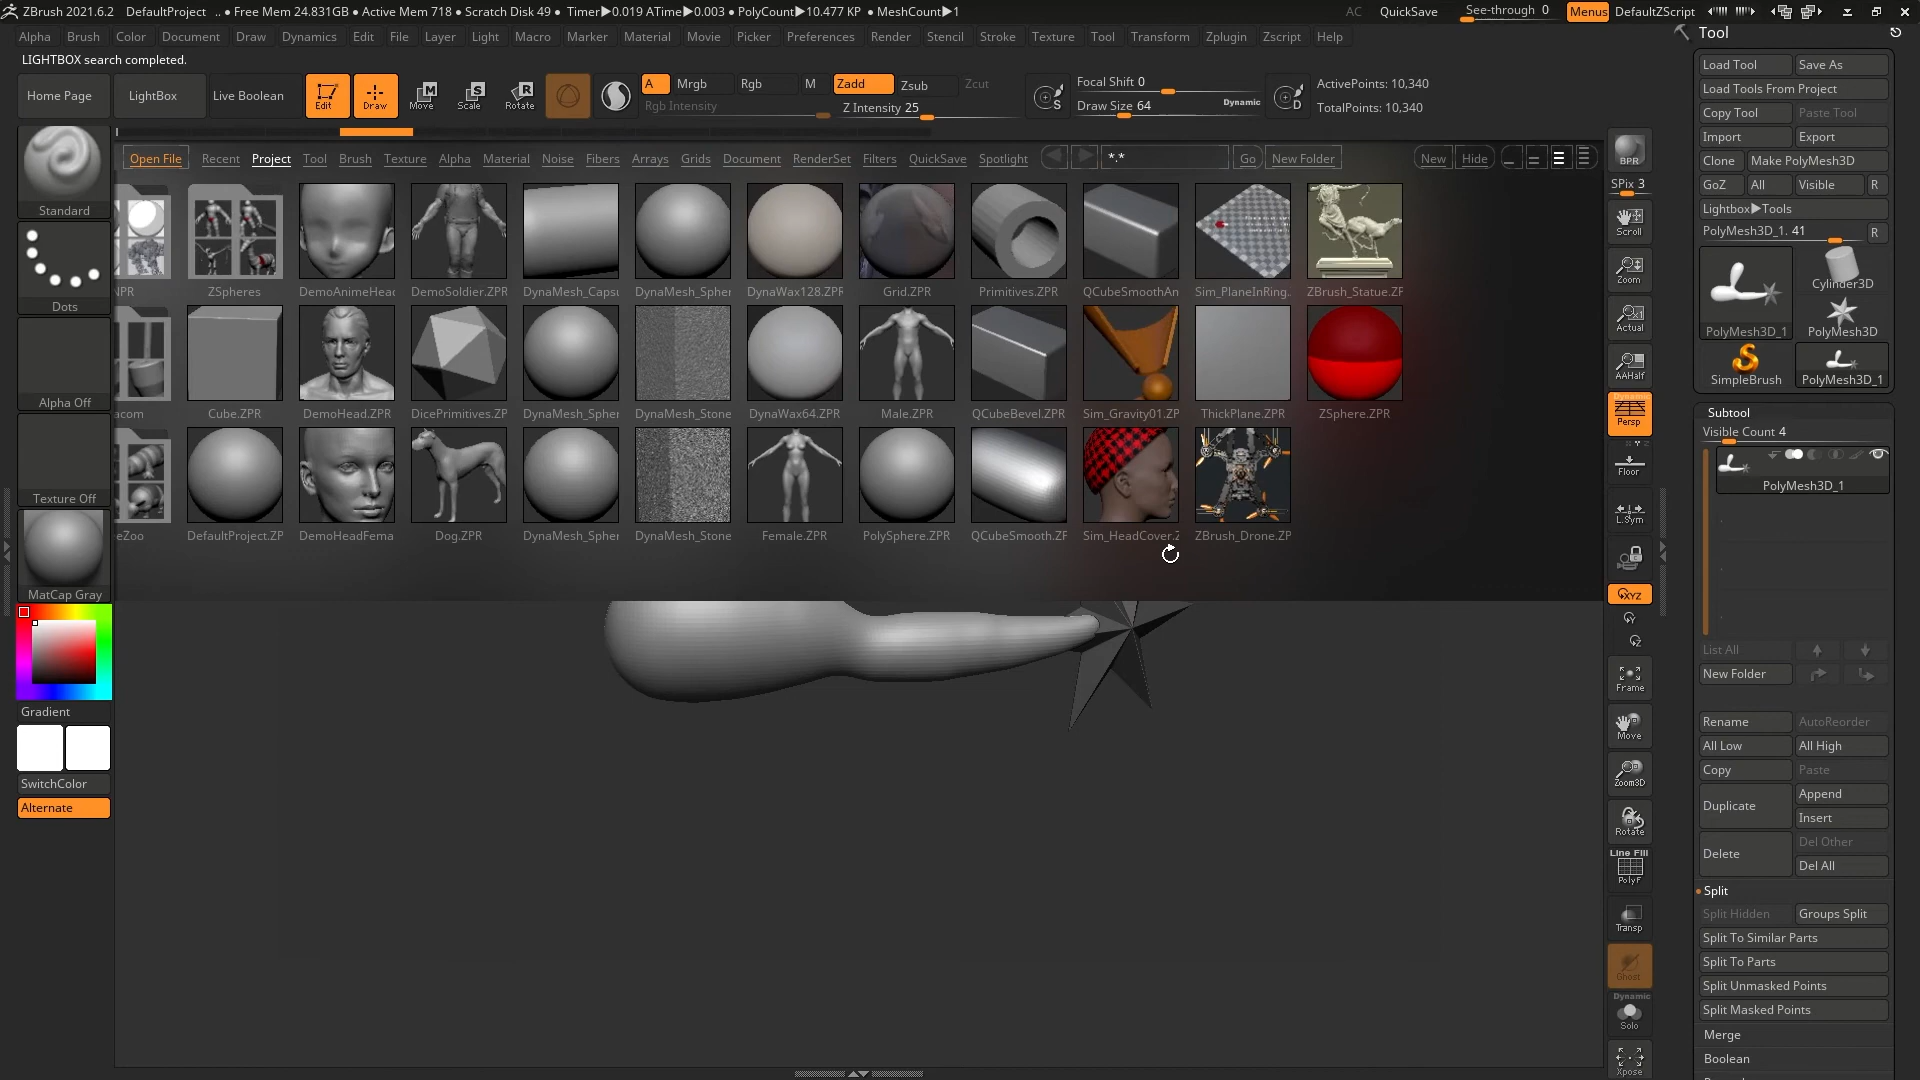 ZBrush 2021.6.2 DefaultProject .. ● Free Mem 24.831GB ● Active Mem 718 ● Scratch Disk 49 ● Timer▶0.019 ATime▶0.003 ● PolyCount▶10.477 KP ● MeshCount▶1 AC QuickSave See-through 0 Menus DefaultZScript
Alpha Brush Color Document Draw Dynamics Edit File Layer Light Macro Marker Material Movie Picker Preferences Render Stencil Stroke Texture Tool Transform Zplugin Zscript Help
LIGHTBOX search completed.
Home Page LightBox Live Boolean Edit Draw Move Scale Rotate
A Mrgb Rgb M Zadd Zsub Zcut
Rgb Intensity Z Intensity 25
S Focal Shift 0
Draw Size 64 Dynamic D
ActivePoints: 10,340
TotalPoints: 10,340
Standard
Dots
Alpha Off
Texture Off
MatCap Gray
Gradient
SwitchColor
Alternate
Open File Recent Project Tool Brush Texture Alpha Material Noise Fibers Arrays Grids Document RenderSet Filters QuickSave Spotlight *.* Go New Folder New Hide
NPR ZSpheres DemoAnimeHead DemoSoldier.ZPR DynaMesh_Capsu DynaMesh_Spher DynaWax128.ZPR Grid.ZPR Primitives.ZPR QCubeSmoothAn Sim_PlaneInRing. ZBrush_Statue.ZF
acom Cube.ZPR DemoHead.ZPR DicePrimitives.ZP DynaMesh_Spher DynaMesh_Stone DynaWax64.ZPR Male.ZPR QCubeBevel.ZPR Sim_Gravity01.ZP ThickPlane.ZPR ZSphere.ZPR
eZoo DefaultProject.ZP DemoHeadFema Dog.ZPR DynaMesh_Spher DynaMesh_Stone Female.ZPR PolySphere.ZPR QCubeSmooth.ZF Sim_HeadCover.Z ZBrush_Drone.ZP
BPR
SPix 3
Scroll
Zoom
Actual
AAHalf
Dynamic
Persp
Floor
L.Sym
XYZ
Y
Z
Frame
Move
Zoom3D
Rotate
Line Fill
PolyF
Transp
Ghost
Dynamic
Solo
Xpose
Tool
Load Tool Save As
Load Tools From Project
Copy Tool Paste Tool
Import Export
Clone Make PolyMesh3D
GoZ All Visible R
Lightbox▶Tools
PolyMesh3D_1. 41 R
PolyMesh3D_1 Cylinder3D
PolyMesh3D
SimpleBrush PolyMesh3D_1
Subtool
Visible Count 4
PolyMesh3D_1
List All
New Folder
Rename AutoReorder
All Low All High
Copy Paste
Duplicate Append
Insert
Delete Del Other
Del All
Split
Split Hidden Groups Split
Split To Similar Parts
Split To Parts
Split Unmasked Points
Split Masked Points
Merge
Boolean